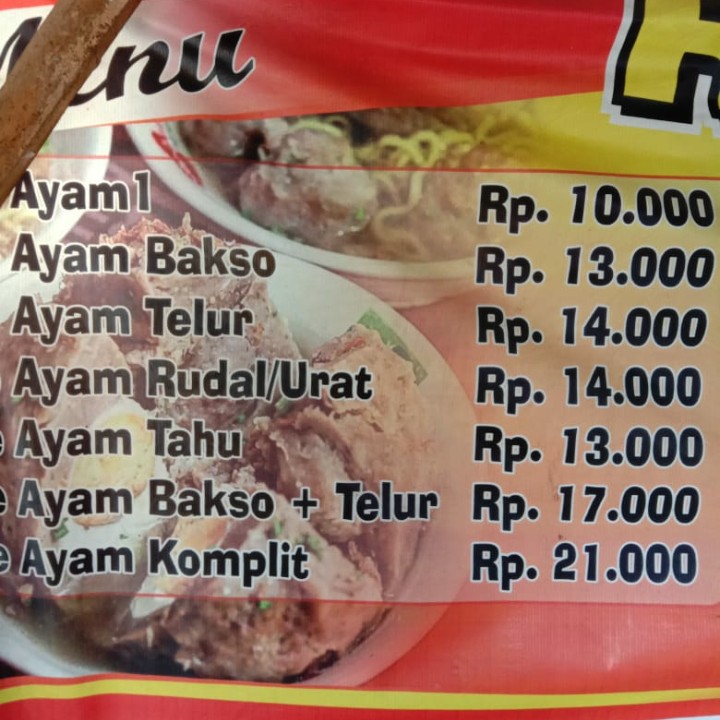 Menu
Ayam1 Rp. 10.000
Ayam Bakso Rp. 13.000
Ayam Telur Rp. 14.000
Ayam Rudal/Urat Rp. 14.000
e Ayam Tahu Rp. 13.000
e Ayam Bakso + Telur Rp. 17.000
e Ayam Komplit Rp. 21.000